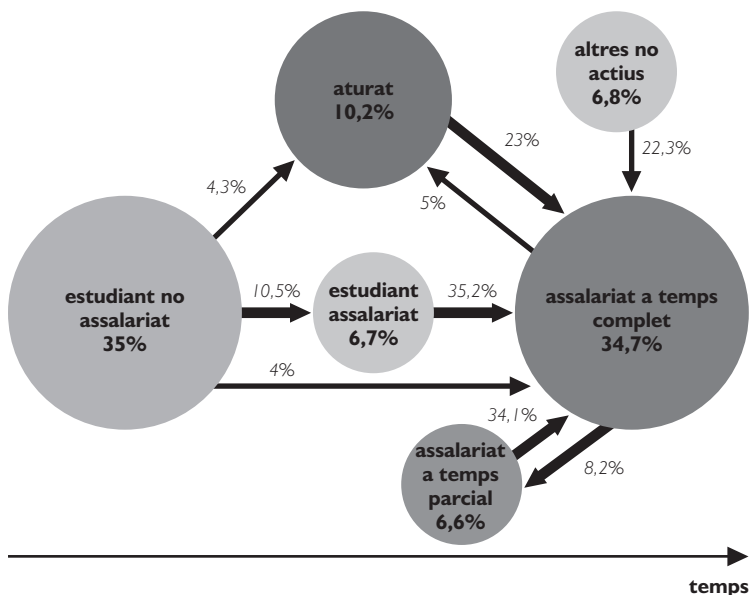 altres no
actius
6,8%
aturat
10,2%
23%
22,3%
4,3%
5%
estudiant no
assalariat
35%
10,5%
estudiant
assalariat
6,7%
35,2%
assalariat a temps
complet
34,7%
4%
34,1%
assalariat
a temps
parcial
6,6%
8,2%
temps